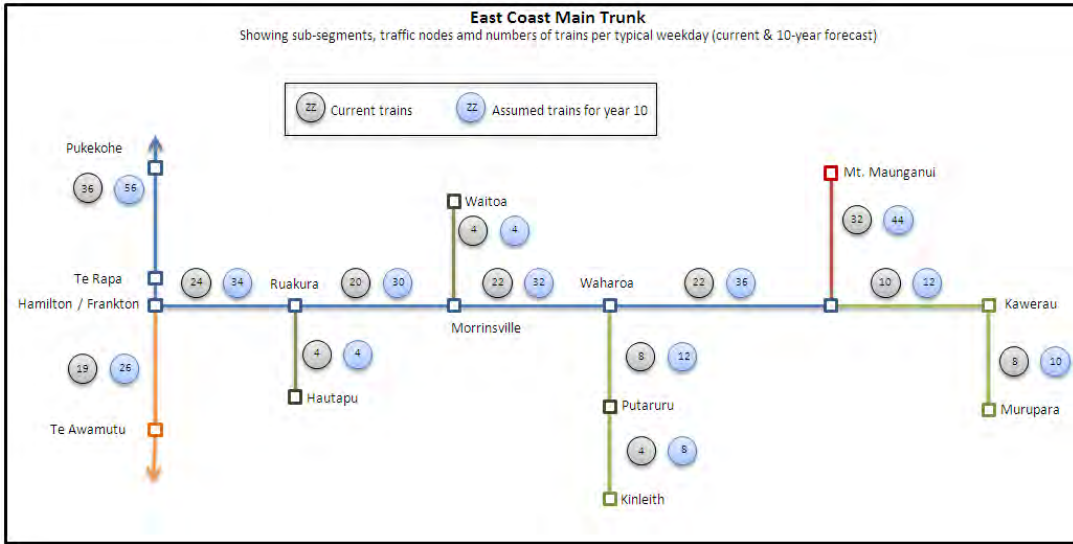 East Coast Main Trunk
Showing sub-segments, traffic nodes amd numbers of trains per typical weekday (current & 10-year forecast)
ZZ Current trains ZZ Assumed trains for year 10
Pukekohe
36 56
Te Rapa
Hamilton / Frankton
19 26
Te Awamutu
24 34
Ruakura
4 4
Hautapu
20 30
Waitoa
4 4
Morrinsville
22 32
Waharoa
8 12
Putaruru
4 8
Kinleith
22 36
Mt. Maunganui
32 44
10 12
Kawerau
8 10
Murupara